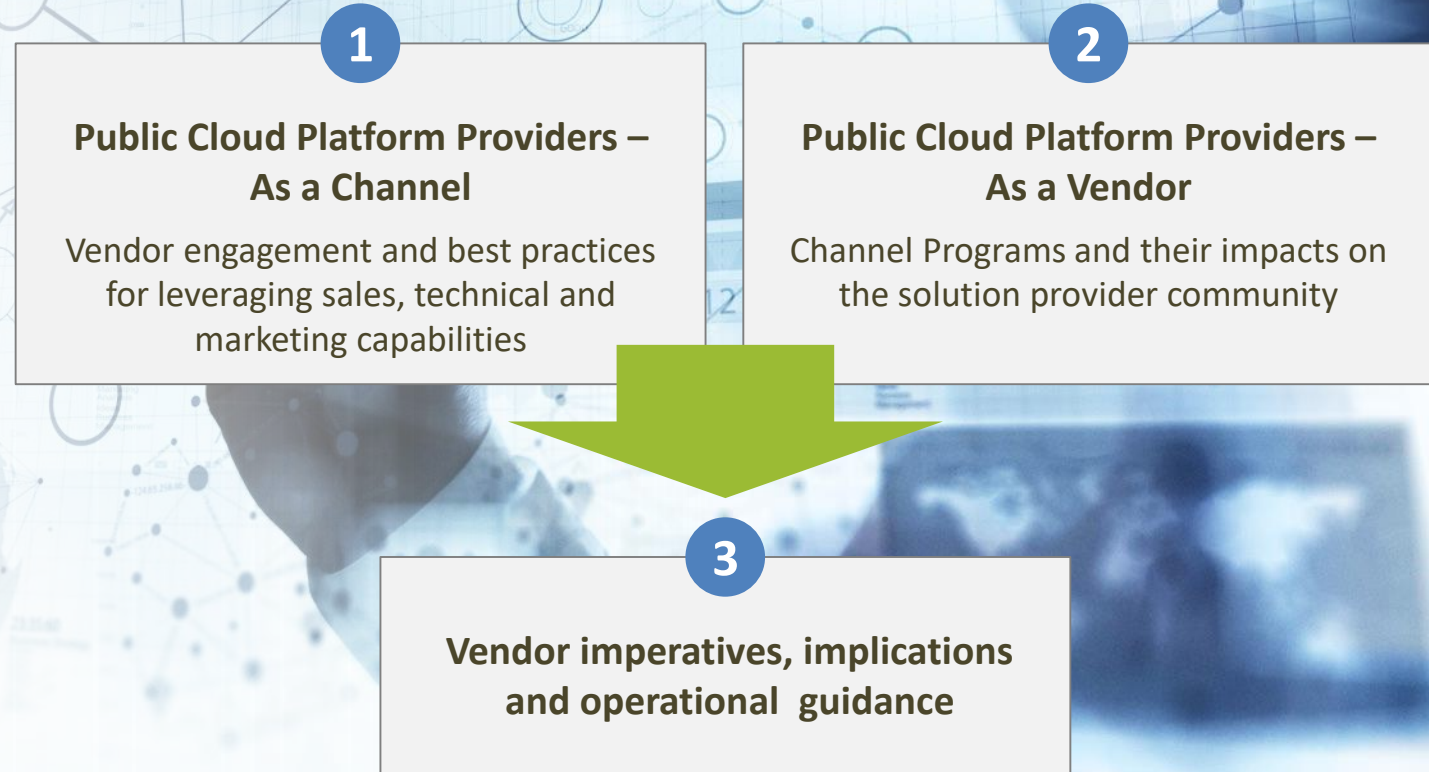 1
Public Cloud Platform Providers –
As a Channel
Vendor engagement and best practices
for leveraging sales, technical and
marketing capabilities
2
Public Cloud Platform Providers –
As a Vendor
Channel Programs and their impacts on
the solution provider community
3
Vendor imperatives, implications
and operational  guidance